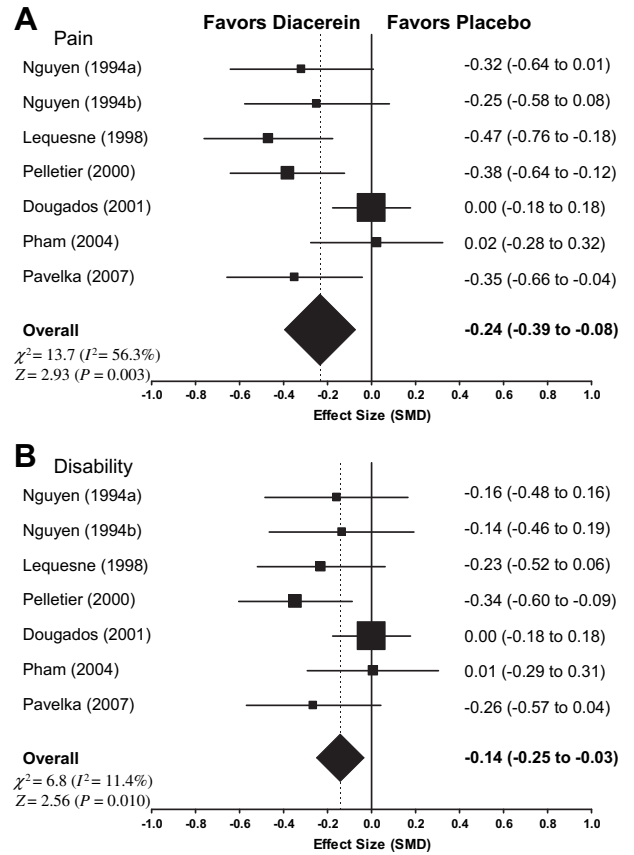 A
Pain
Favors Diacerein Favors Placebo
Nguyen (1994a) -0.32 (-0.64 to 0.01)
Nguyen (1994b) -0.25 (-0.58 to 0.08)
Lequesne (1998) -0.47 (-0.76 to -0.18)
Pelletier (2000) -0.38 (-0.64 to -0.12)
Dougados (2001) 0.00 (-0.18 to 0.18)
Pham (2004) 0.02 (-0.28 to 0.32)
Pavelka (2007) -0.35 (-0.66 to -0.04)
Overall -0.24 (-0.39 to -0.08)
χ²= 13.7 (I²= 56.3%)
Z= 2.93 (P = 0.003)
-1.0 -0.8 -0.6 -0.4 -0.2 0.0 0.2 0.4 0.6 0.8 1.0
Effect Size (SMD)
B
Disability
Nguyen (1994a) -0.16 (-0.48 to 0.16)
Nguyen (1994b) -0.14 (-0.46 to 0.19)
Lequesne (1998) -0.23 (-0.52 to 0.06)
Pelletier (2000) -0.34 (-0.60 to -0.09)
Dougados (2001) 0.00 (-0.18 to 0.18)
Pham (2004) 0.01 (-0.29 to 0.31)
Pavelka (2007) -0.26 (-0.57 to 0.04)
Overall -0.14 (-0.25 to -0.03)
χ²= 6.8 (I²= 11.4%)
Z= 2.56 (P = 0.010)
-1.0 -0.8 -0.6 -0.4 -0.2 0.0 0.2 0.4 0.6 0.8 1.0
Effect Size (SMD)